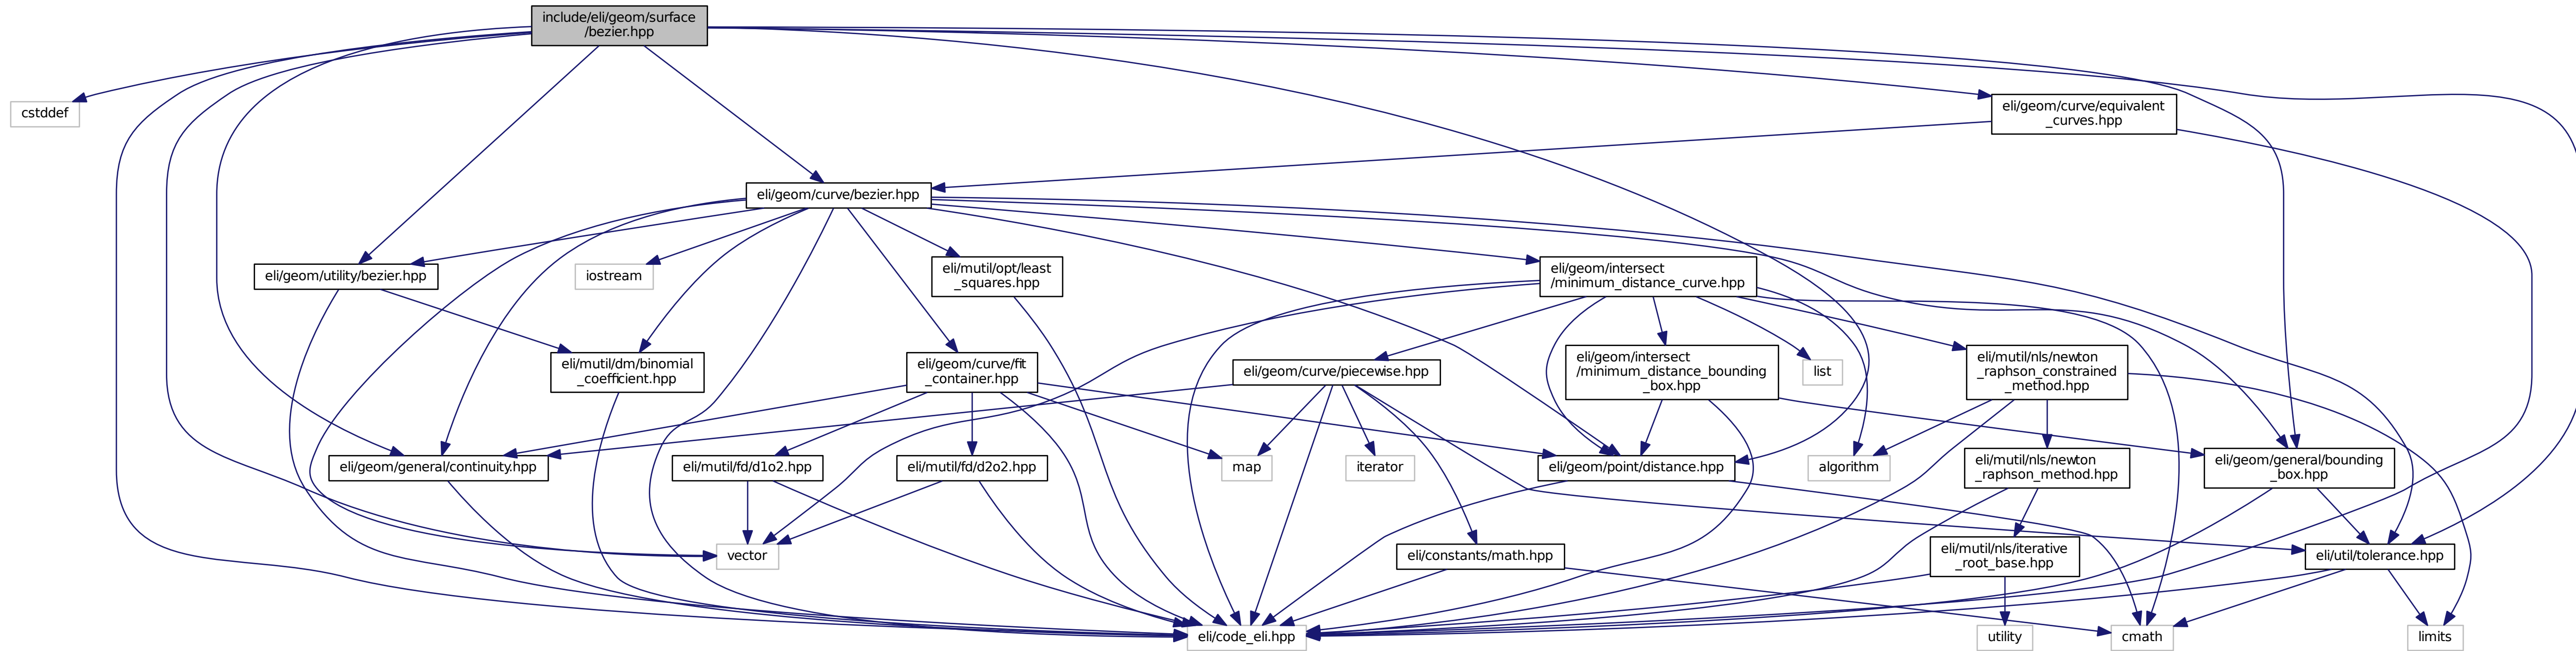 include/eli/geom/surface
/bezier.hpp
cstddef
eli/geom/curve/equivalent
_curves.hpp
eli/geom/curve/bezier.hpp
eli/geom/utility/bezier.hpp
iostream
eli/mutil/opt/least
_squares.hpp
eli/geom/intersect
/minimum_distance_curve.hpp
eli/mutil/dm/binomial
_coefficient.hpp
eli/geom/curve/fit
_container.hpp
eli/geom/curve/piecewise.hpp
eli/geom/intersect
/minimum_distance_bounding
_box.hpp
list
eli/mutil/nls/newton
_raphson_constrained
_method.hpp
eli/geom/general/continuity.hpp
eli/mutil/fd/d1o2.hpp
eli/mutil/fd/d2o2.hpp
map
iterator
eli/geom/point/distance.hpp
algorithm
eli/mutil/nls/newton
_raphson_method.hpp
eli/geom/general/bounding
_box.hpp
vector
eli/constants/math.hpp
eli/mutil/nls/iterative
_root_base.hpp
eli/util/tolerance.hpp
eli/code_eli.hpp
utility
cmath
limits